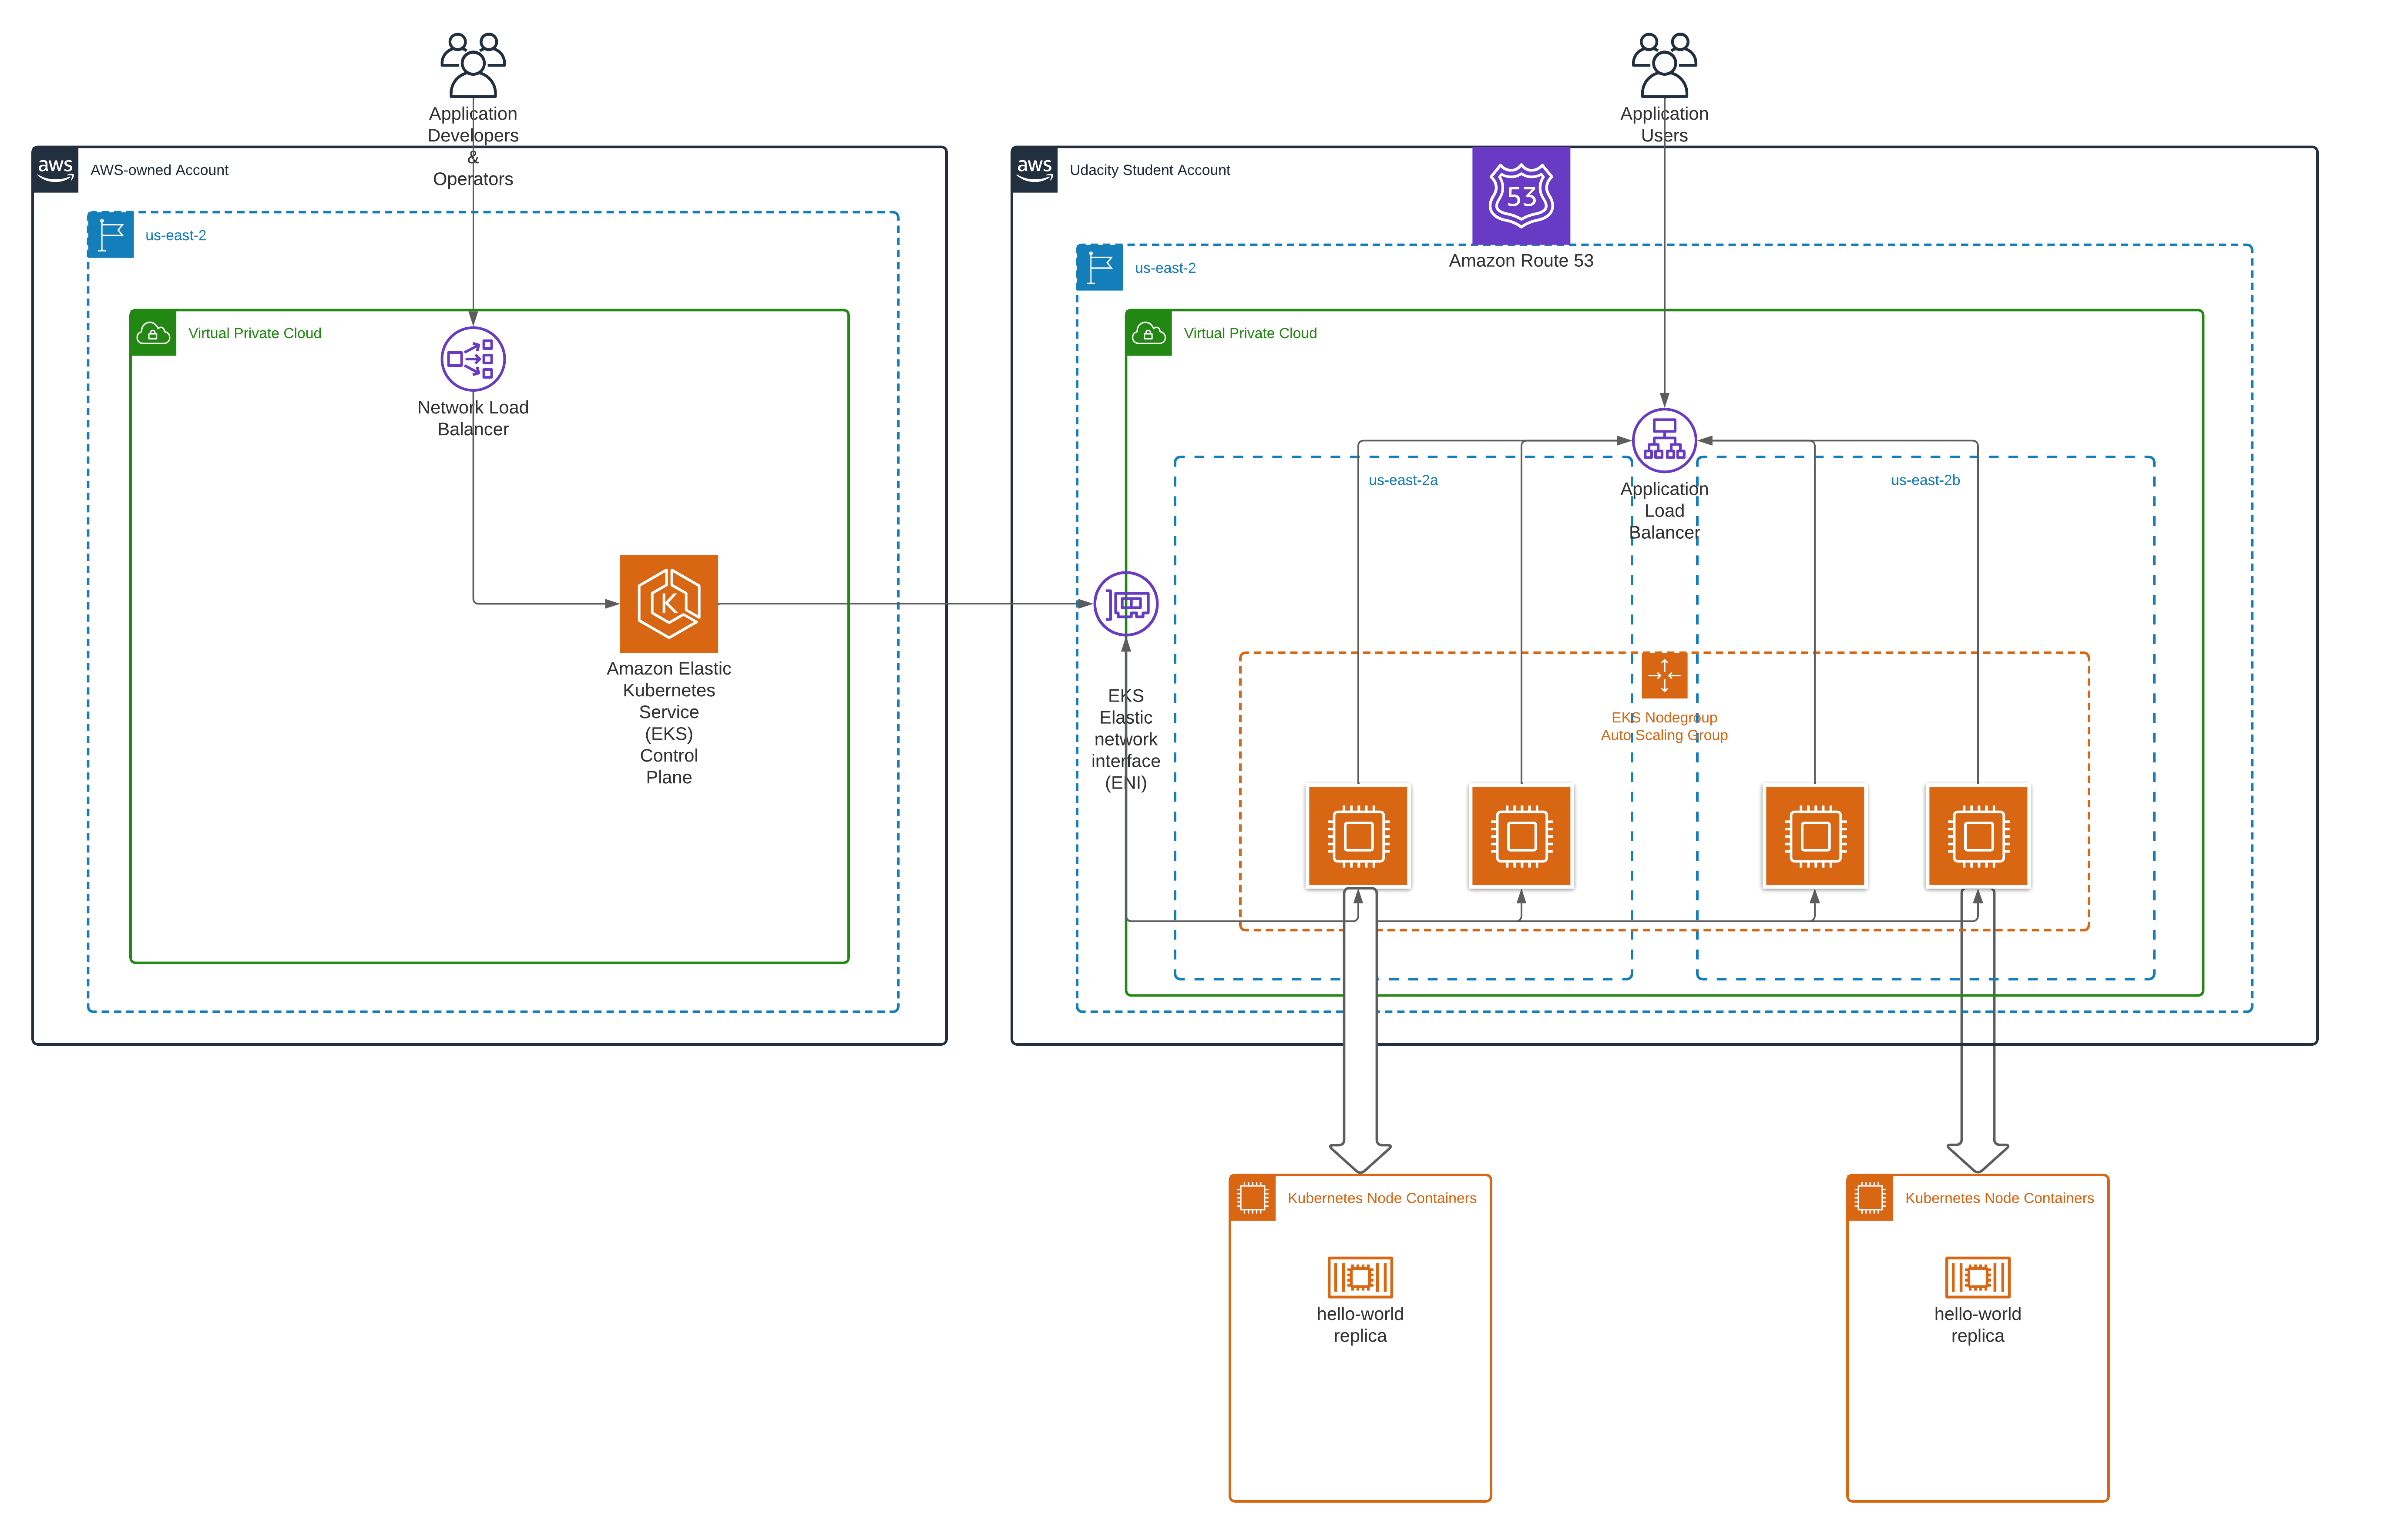 Application
Developers
&
Operators
Application
Users
aws
AWS-owned Account
aws
Udacity Student Account
53
Amazon Route 53
us-east-2
us-east-2
Virtual Private Cloud
Virtual Private Cloud
Network Load
Balancer
us-east-2a
us-east-2b
Application
Load
Balancer
K
Amazon Elastic
Kubernetes
Service
(EKS)
Control
Plane
EKS
Elastic
network
interface
(ENI)
EKS Nodegroup
Auto Scaling Group
Kubernetes Node Containers
hello-world
replica
Kubernetes Node Containers
hello-world
replica